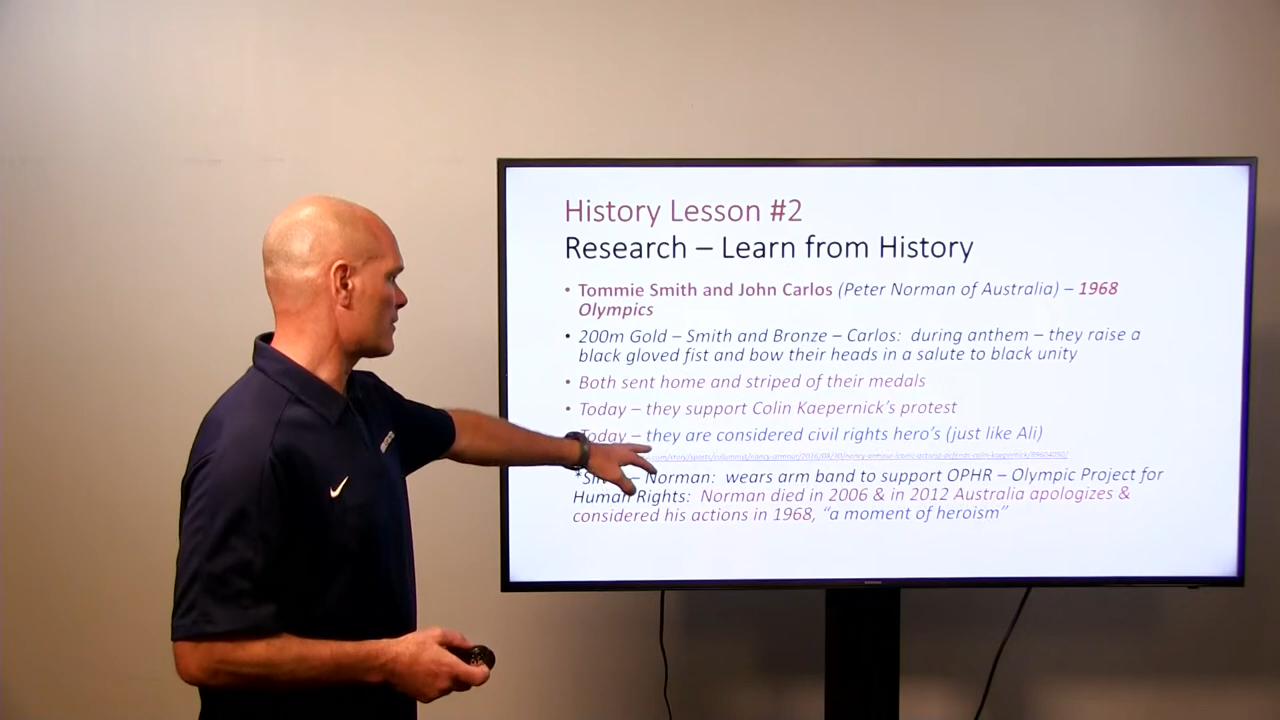 History Lesson #2
Research – Learn from History
• Tommie Smith and John Carlos (Peter Norman of Australia) – 1968
Olympics
• 200m Gold – Smith and Bronze – Carlos: during anthem – they raise a
black gloved fist and bow their heads in a salute to black unity
• Both sent home and striped of their medals
• Today – they support Colin Kaepernick's protest
Today – they are considered civil rights hero's (just like Ali)
– Norman: wears arm band to support OPHR – Olympic Project for
Human Rights: Norman died in 2006 & in 2012 Australia apologizes &
considered his actions in 1968, “a moment of heroism”